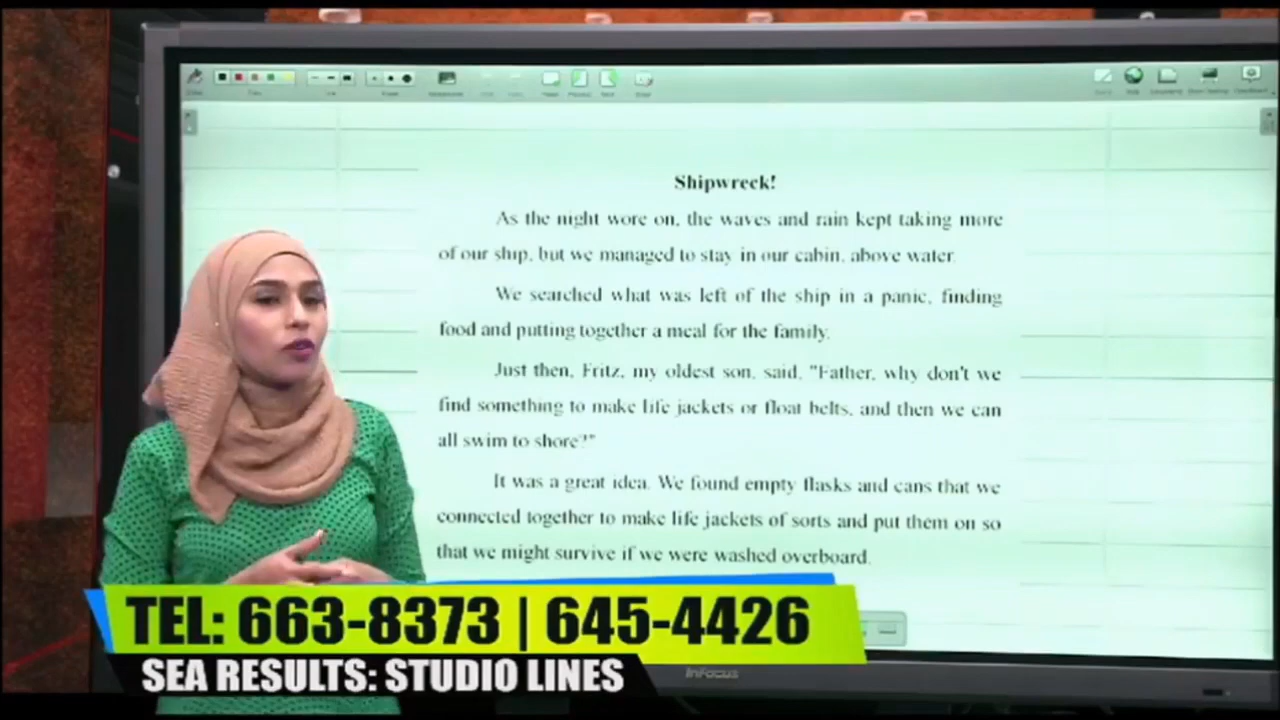 Shipwreck!
As the night wore on, the waves and rain kept taking more
of our ship, but we managed to stay in our cabin, above water.
We searched what was left of the ship in a panic, finding
food and putting together a meal for the family.
Just then, Fritz, my oldest son, said, "Father, why don't we
find something to make life jackets or float belts, and then we can
all swim to shore?"
It was a great idea. We found empty flasks and cans that we
connected together to make life jackets of sorts and put them on so
that we might survive if we were washed overboard.
TEL: 663-8373 | 645-4426
SEA RESULTS: STUDIO LINES
InFocus